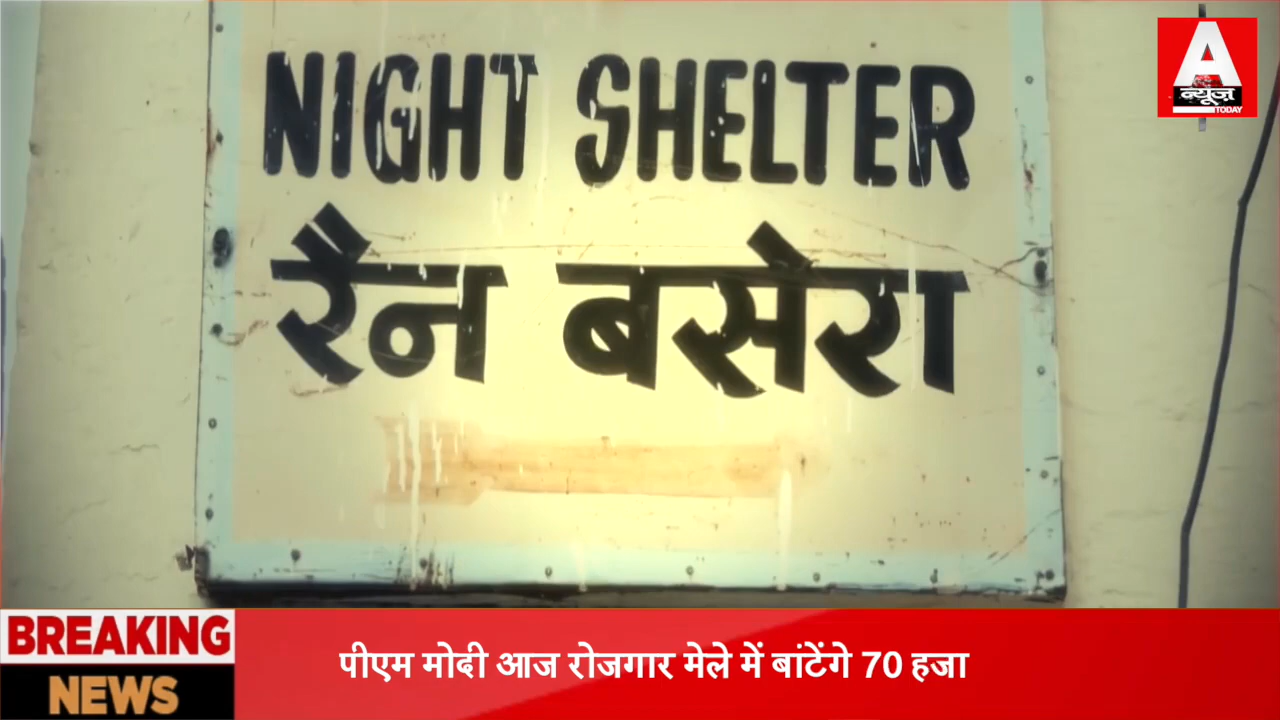 NIGHT SHELTER
रैन बसेरा
A
न्यूज़
TODAY
BREAKING
NEWS
पीएम मोदी आज रोजगार मेले में बांटेंगे 70 हजा